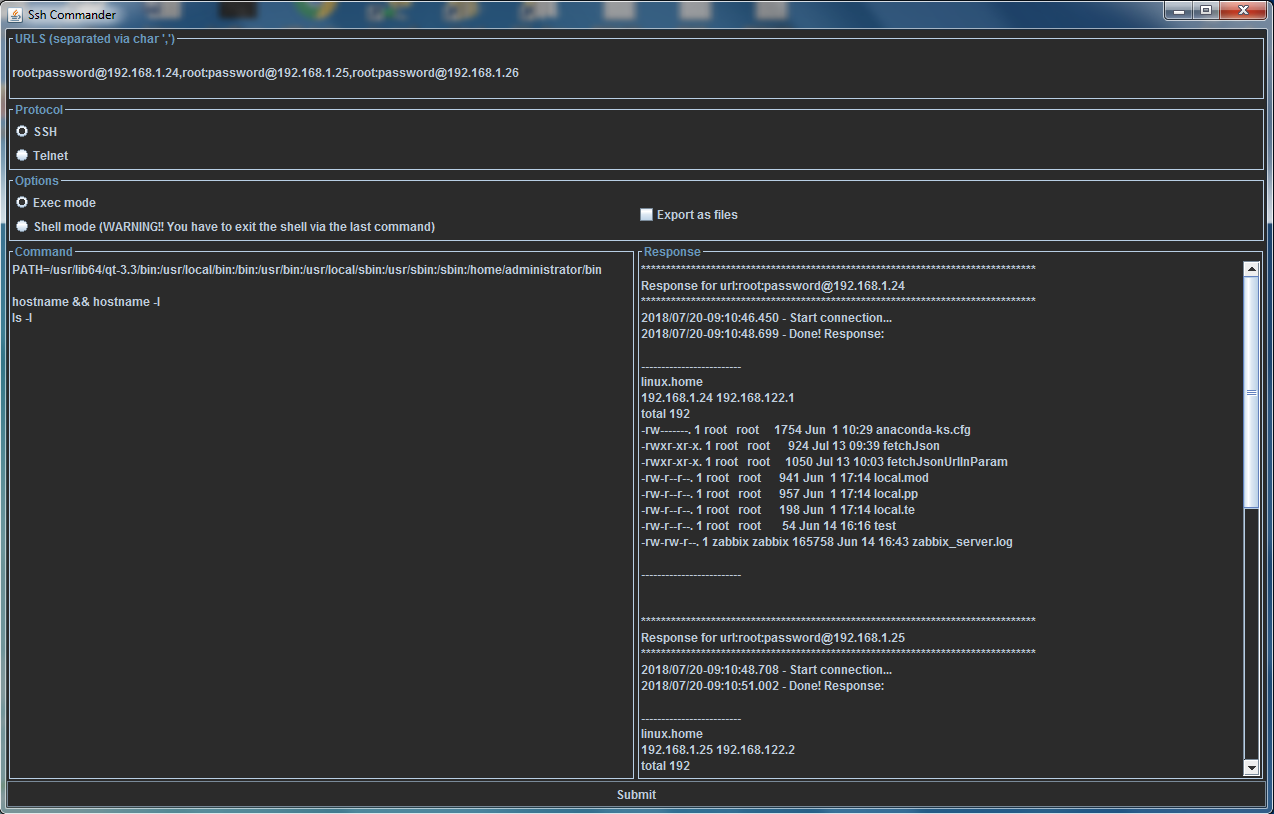 Ssh Commander
URLS (separated via char ',')
root:password@192.168.1.24,root:password@192.168.1.25,root:password@192.168.1.26
Protocol
SSH
Telnet
Options
Exec mode
Shell mode (WARNING!! You have to exit the shell via the last command)
Export as files
Command
PATH=/usr/lib64/qt-3.3/bin:/usr/local/bin:/bin:/usr/bin:/usr/local/sbin:/usr/sbin:/sbin:/home/administrator/bin
hostname && hostname -I
ls -l
Response
*******************************************************************************
Response for url:root:password@192.168.1.24
*******************************************************************************
2018/07/20-09:10:46.450 - Start connection...
2018/07/20-09:10:48.699 - Done! Response:
-------------------------
linux.home
192.168.1.24 192.168.122.1
total 192
-rw-------. 1 root   root     1754 Jun  1 10:29 anaconda-ks.cfg
-rwxr-xr-x. 1 root   root      924 Jul 13 09:39 fetchJson
-rwxr-xr-x. 1 root   root     1050 Jul 13 10:03 fetchJsonUrlInParam
-rw-r--r--. 1 root   root      941 Jun  1 17:14 local.mod
-rw-r--r--. 1 root   root      957 Jun  1 17:14 local.pp
-rw-r--r--. 1 root   root      198 Jun  1 17:14 local.te
-rw-r--r--. 1 root   root       54 Jun 14 16:16 test
-rw-rw-r--. 1 zabbix zabbix 165758 Jun 14 16:43 zabbix_server.log
-------------------------
*******************************************************************************
Response for url:root:password@192.168.1.25
*******************************************************************************
2018/07/20-09:10:48.708 - Start connection...
2018/07/20-09:10:51.002 - Done! Response:
-------------------------
linux.home
192.168.1.25 192.168.122.2
total 192
Submit